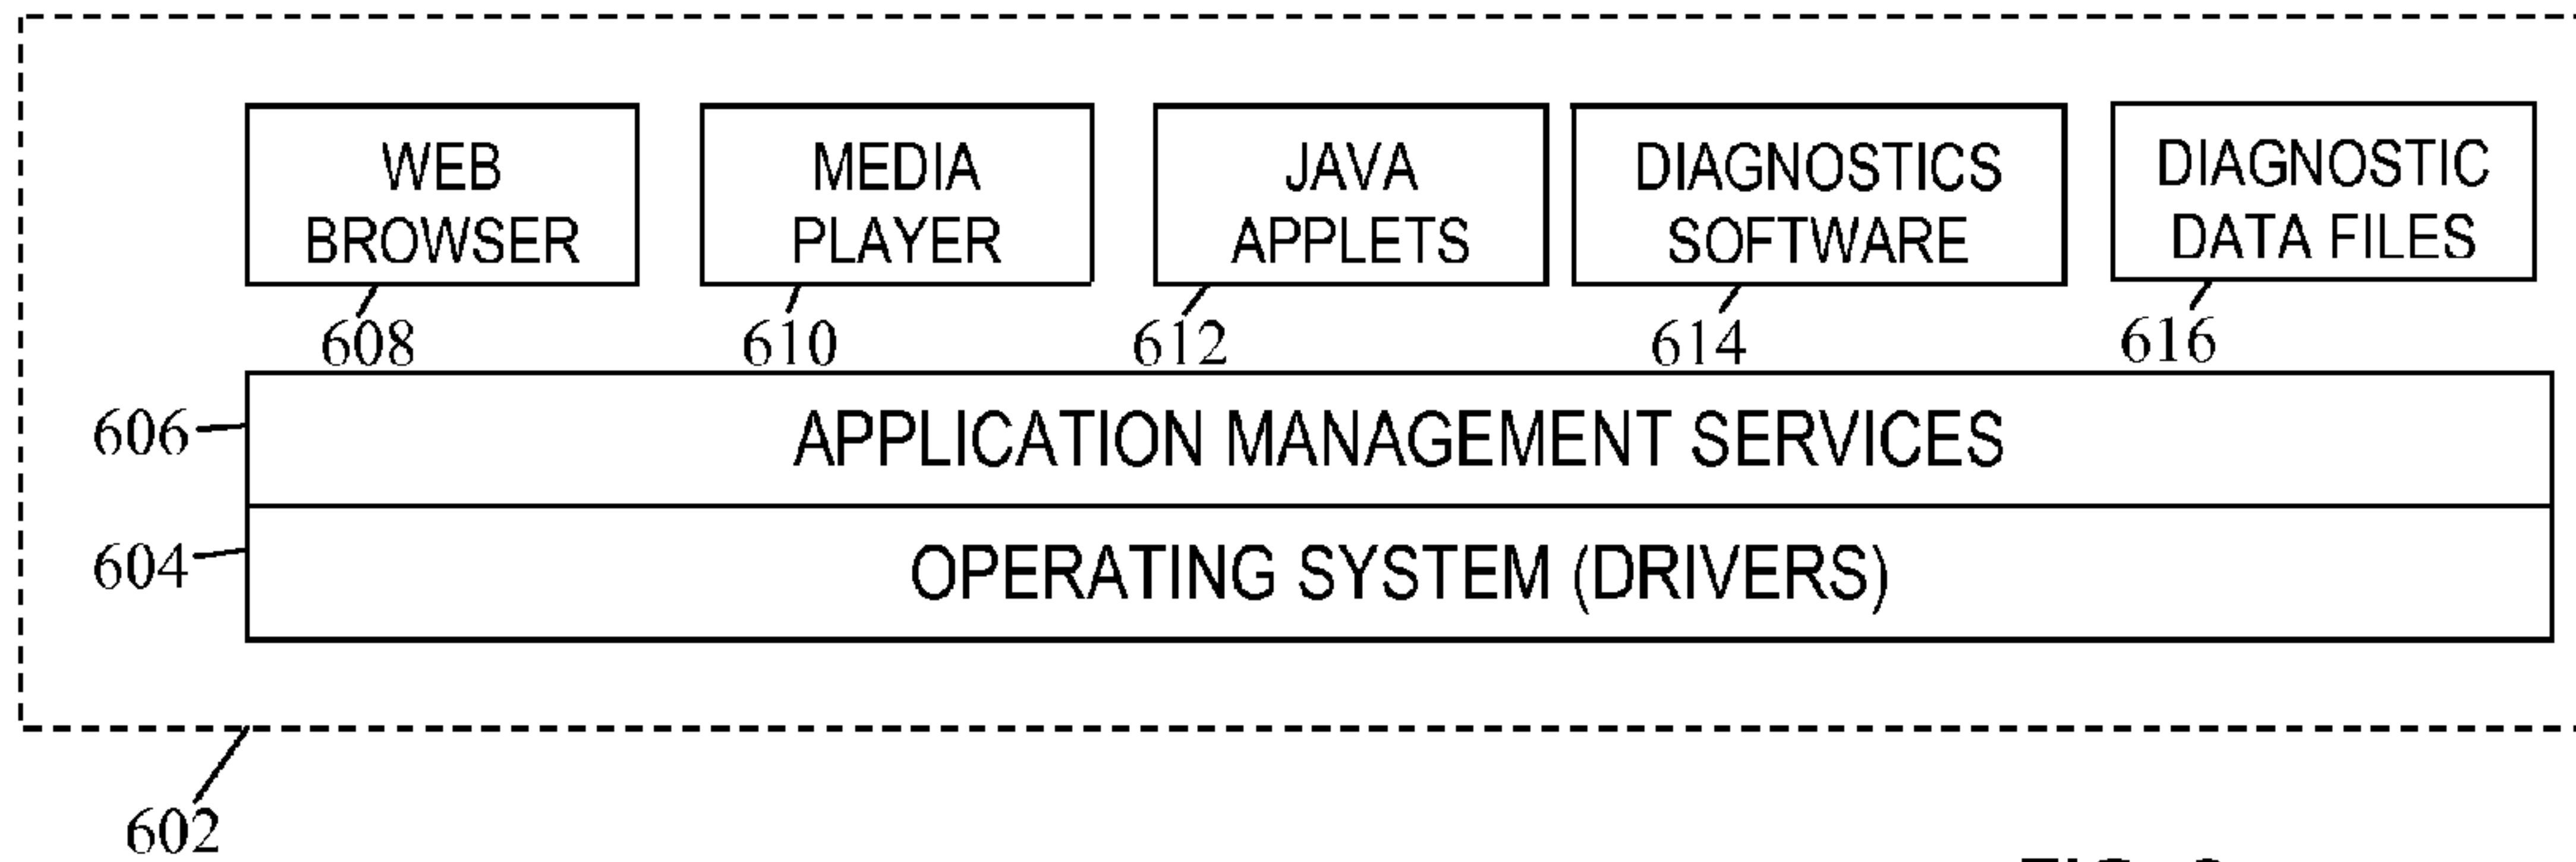 WEB
BROWSER
MEDIA
PLAYER
JAVA
APPLETS
DIAGNOSTICS
SOFTWARE
DIAGNOSTIC
DATA FILES
608
610
612
614
616
606
APPLICATION MANAGEMENT SERVICES
604
OPERATING SYSTEM (DRIVERS)
602